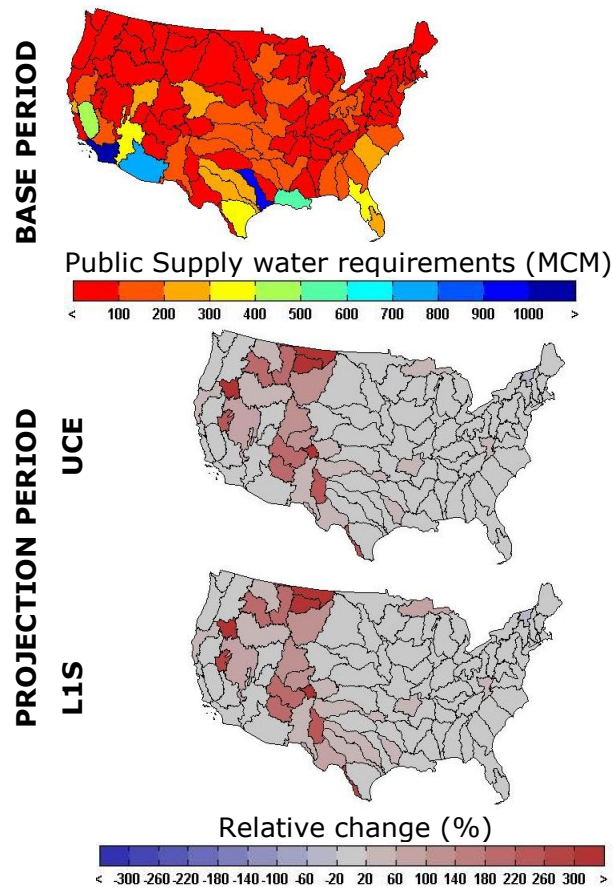 BASE PERIOD
Public Supply water requirements (MCM)
< 100 200 300 400 500 600 700 800 900 1000 >
PROJECTION PERIOD
UCE
L1S
Relative change (%)
< -300 -260 -220 -180 -140 -100 -60 -20 20 60 100 140 180 220 260 300 >